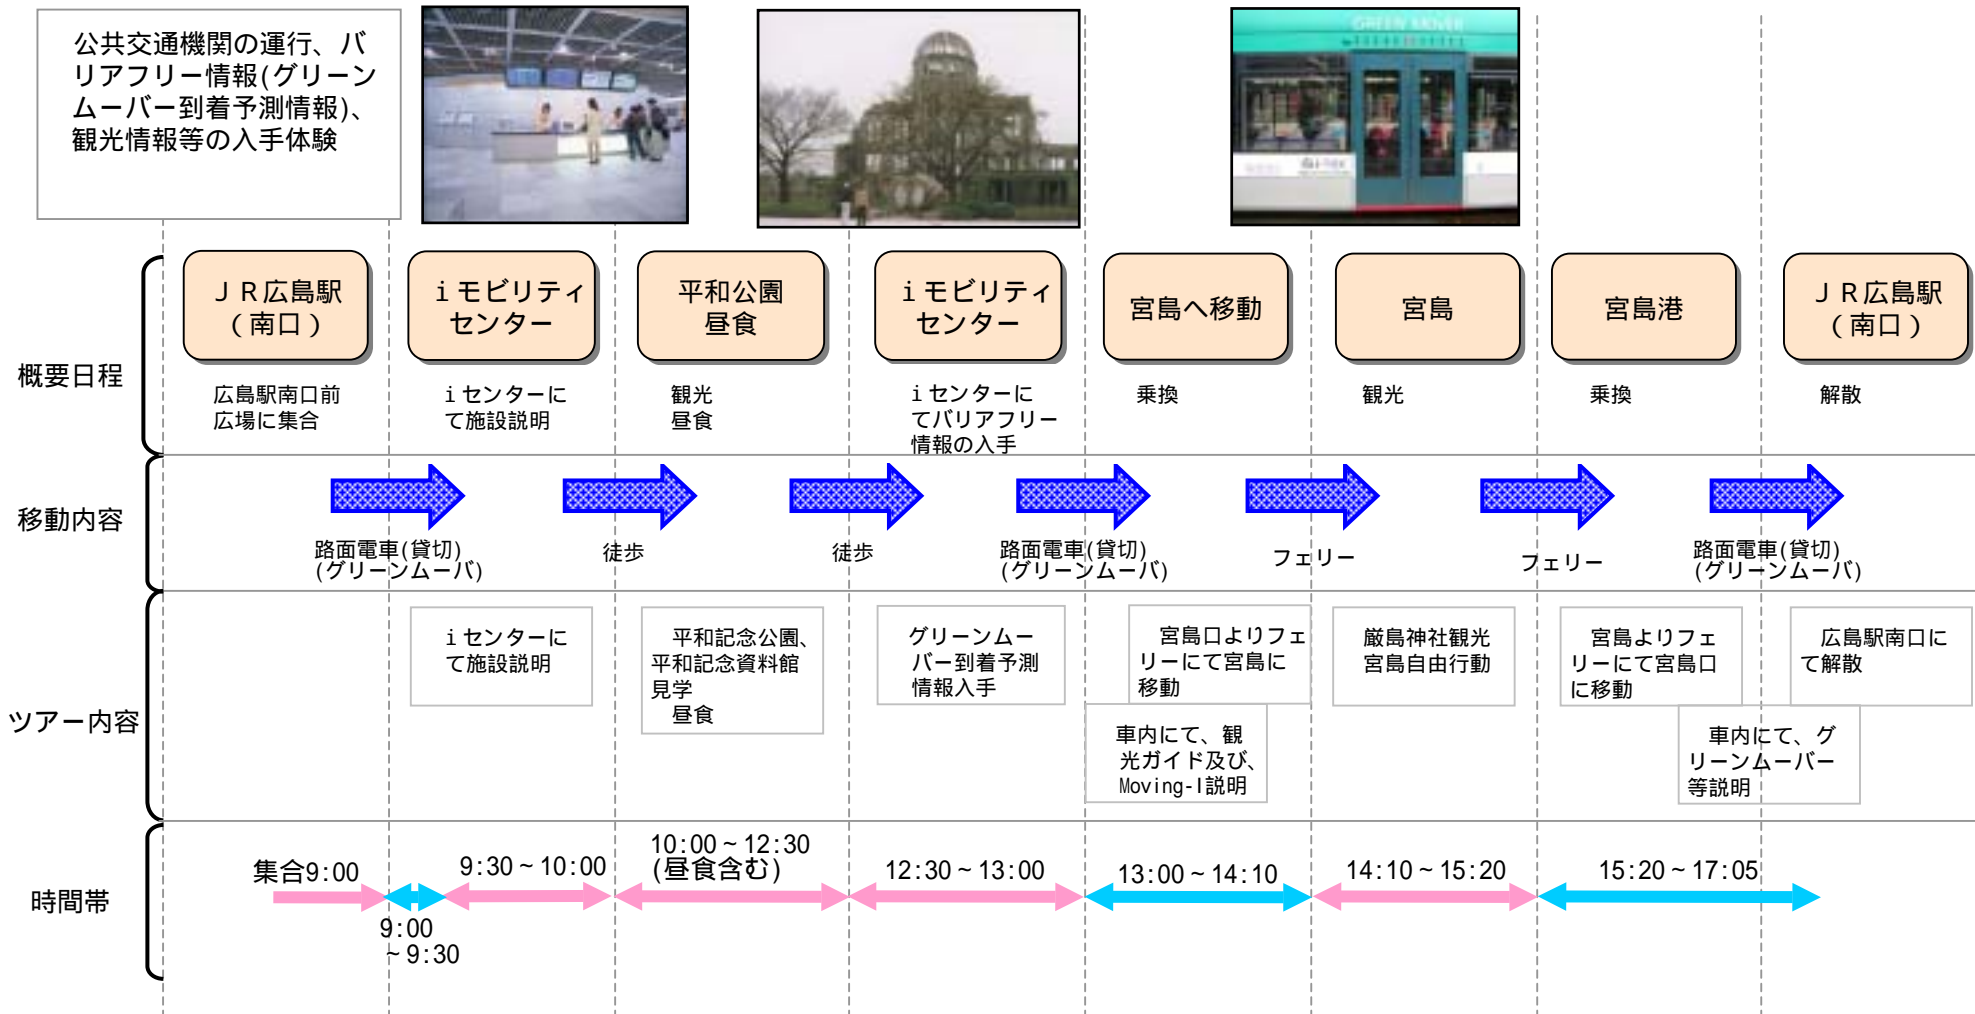 公共交通機関の運行、バ
リアフリー情報(グリーン
ムーバー到着予測情報)、
観光情報等の入手体験
GREEN MOVER
概要日程
ＪＲ広島駅
（南口）
ｉモビリティ
センター
平和公園
昼食
ｉモビリティ
センター
宮島へ移動
宮島
宮島港
ＪＲ広島駅
（南口）
広島駅南口前
広場に集合
ｉセンターに
て施設説明
観光
昼食
ｉセンターに
てバリアフリー
情報の入手
乗換
観光
乗換
解散
移動内容
路面電車(貸切)
(グリーンムーバ)
徒歩
徒歩
路面電車(貸切)
(グリーンムーバ)
フェリー
フェリー
路面電車(貸切)
(グリーンムーバ)
ツアー内容
ｉセンターに
て施設説明
平和記念公園、
平和記念資料館
見学
昼食
グリーンムー
バー到着予測
情報入手
宮島口よりフェ
リーにて宮島に
移動
車内にて、観
光ガイド及び、
Moving-I説明
厳島神社観光
宮島自由行動
宮島よりフェ
リーにて宮島口
に移動
車内にて、グ
リーンムーバー
等説明
広島駅南口に
て解散
時間帯
集合9:00
9:00
～9:30
9:30～10:00
10:00～12:30
(昼食含む)
12:30～13:00
13:00～14:10
14:10～15:20
15:20～17:05